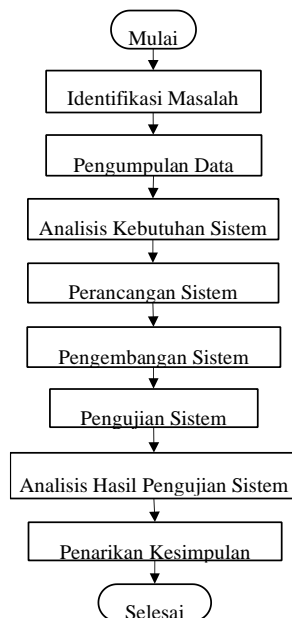 Mulai
Identifikasi Masalah
Pengumpulan Data
Analisis Kebutuhan Sistem
Perancangan Sistem
Pengembangan Sistem
Pengujian Sistem
Analisis Hasil Pengujian Sistem
Penarikan Kesimpulan
Selesai